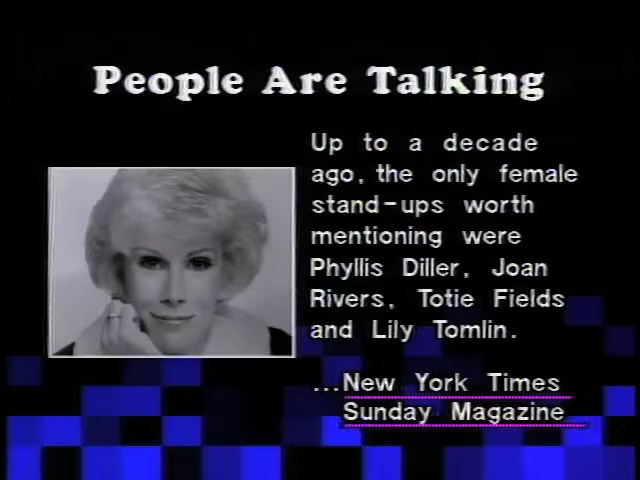 People Are Talking
Up to a decade
ago, the only female
stand-ups worth
mentioning were
Phyllis Diller, Joan
Rivers, Totie Fields
and Lily Tomlin.
...New York Times
Sunday Magazine